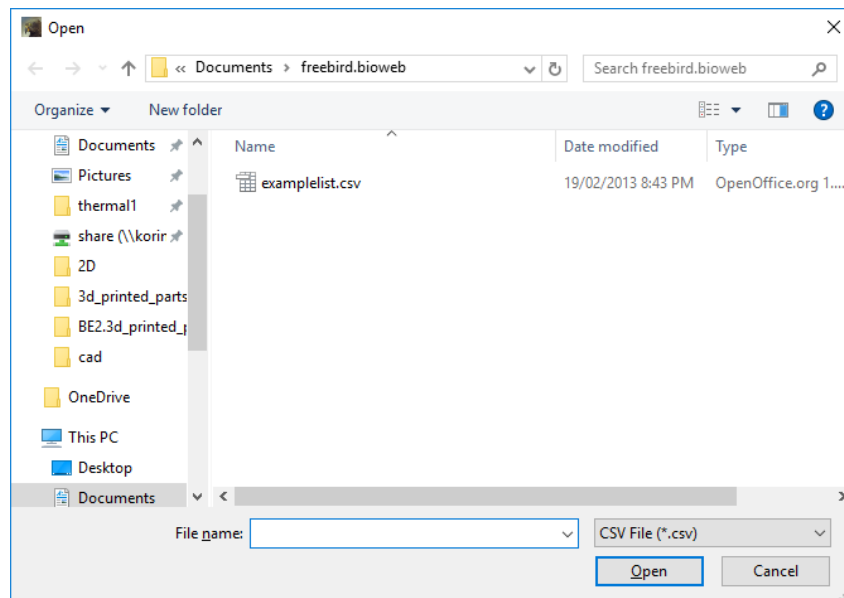 Open
« Documents > freebird.bioweb
Search freebird.bioweb
Organize
New folder
?
Documents
Pictures
thermal1
share (\\korir
2D
3d_printed_parts
BE2.3d_printed_p
cad
OneDrive
This PC
Desktop
Documents
Name
Date modified
Type
examplelist.csv
19/02/2013 8:43 PM
OpenOffice.org 1....
File name:
CSV File (*.csv)
Open
Cancel